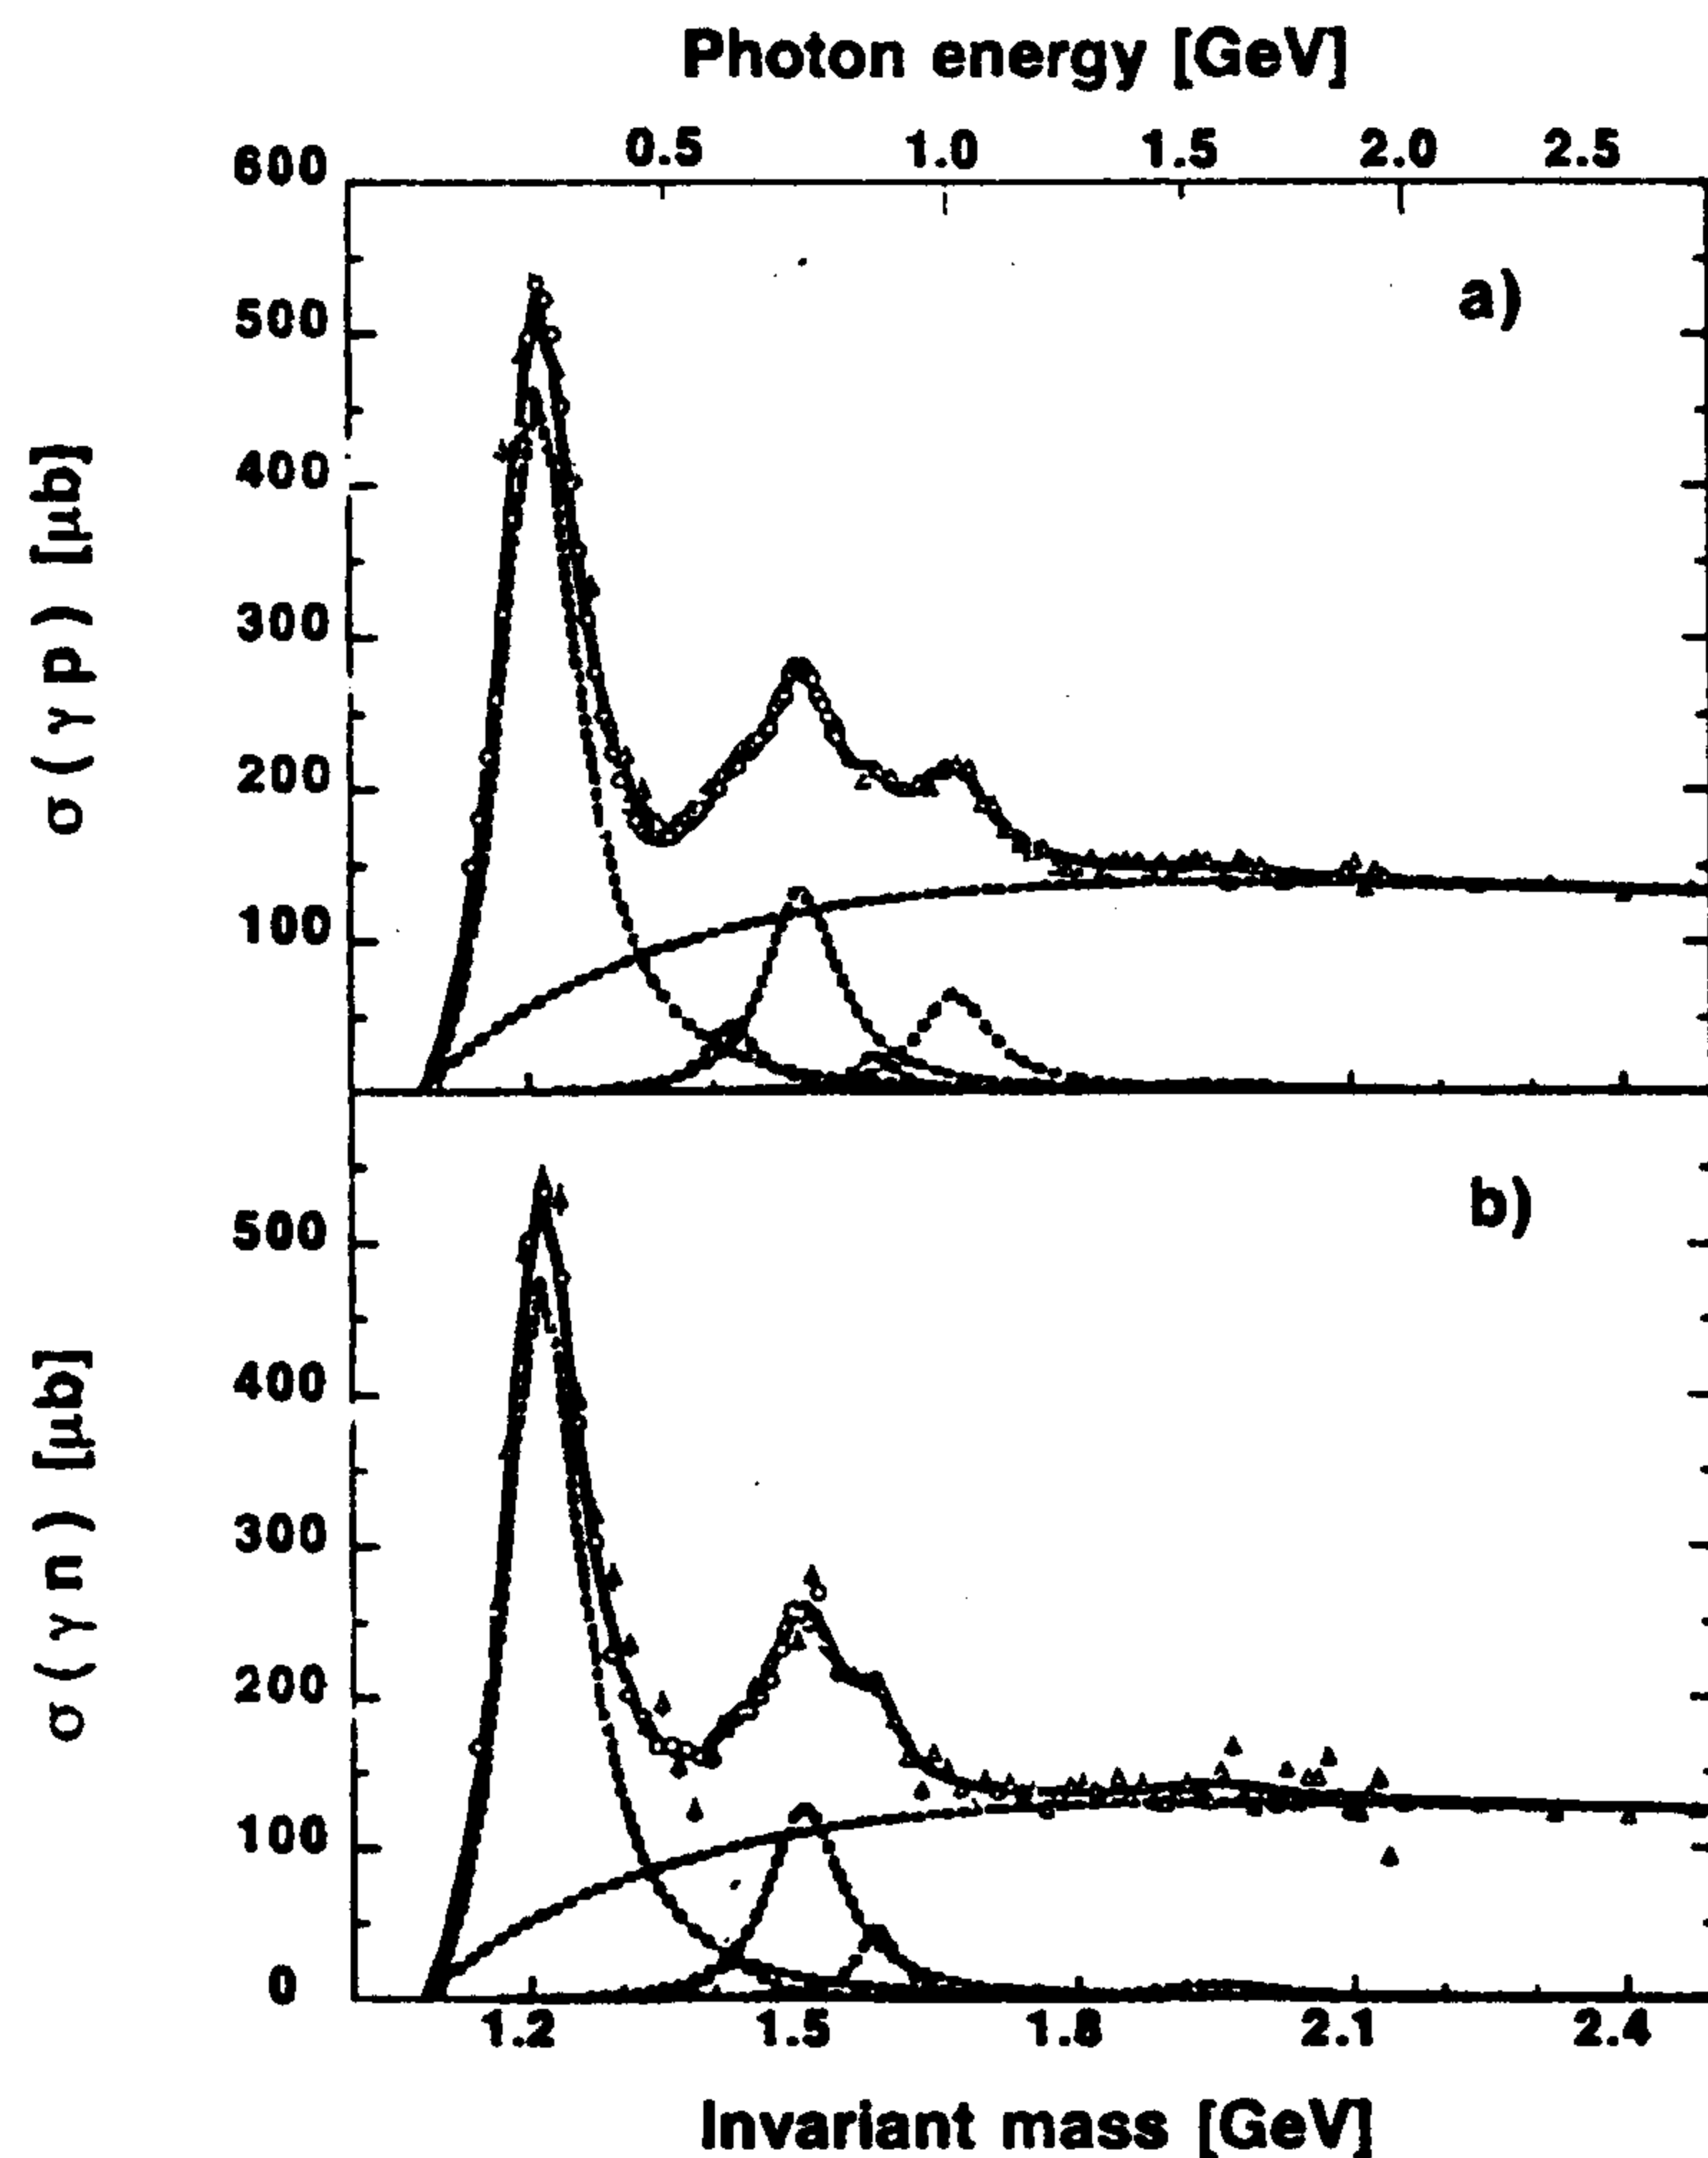 Photon energy [GeV]
0.5 1.0 1.5 2.0 2.5
600
500
400
300
200
100
σ (γ p) [μb]
a)
500
400
300
200
100
0
σ (γ n) [μb]
b)
1.2 1.5 1.8 2.1 2.4
Invariant mass [GeV]